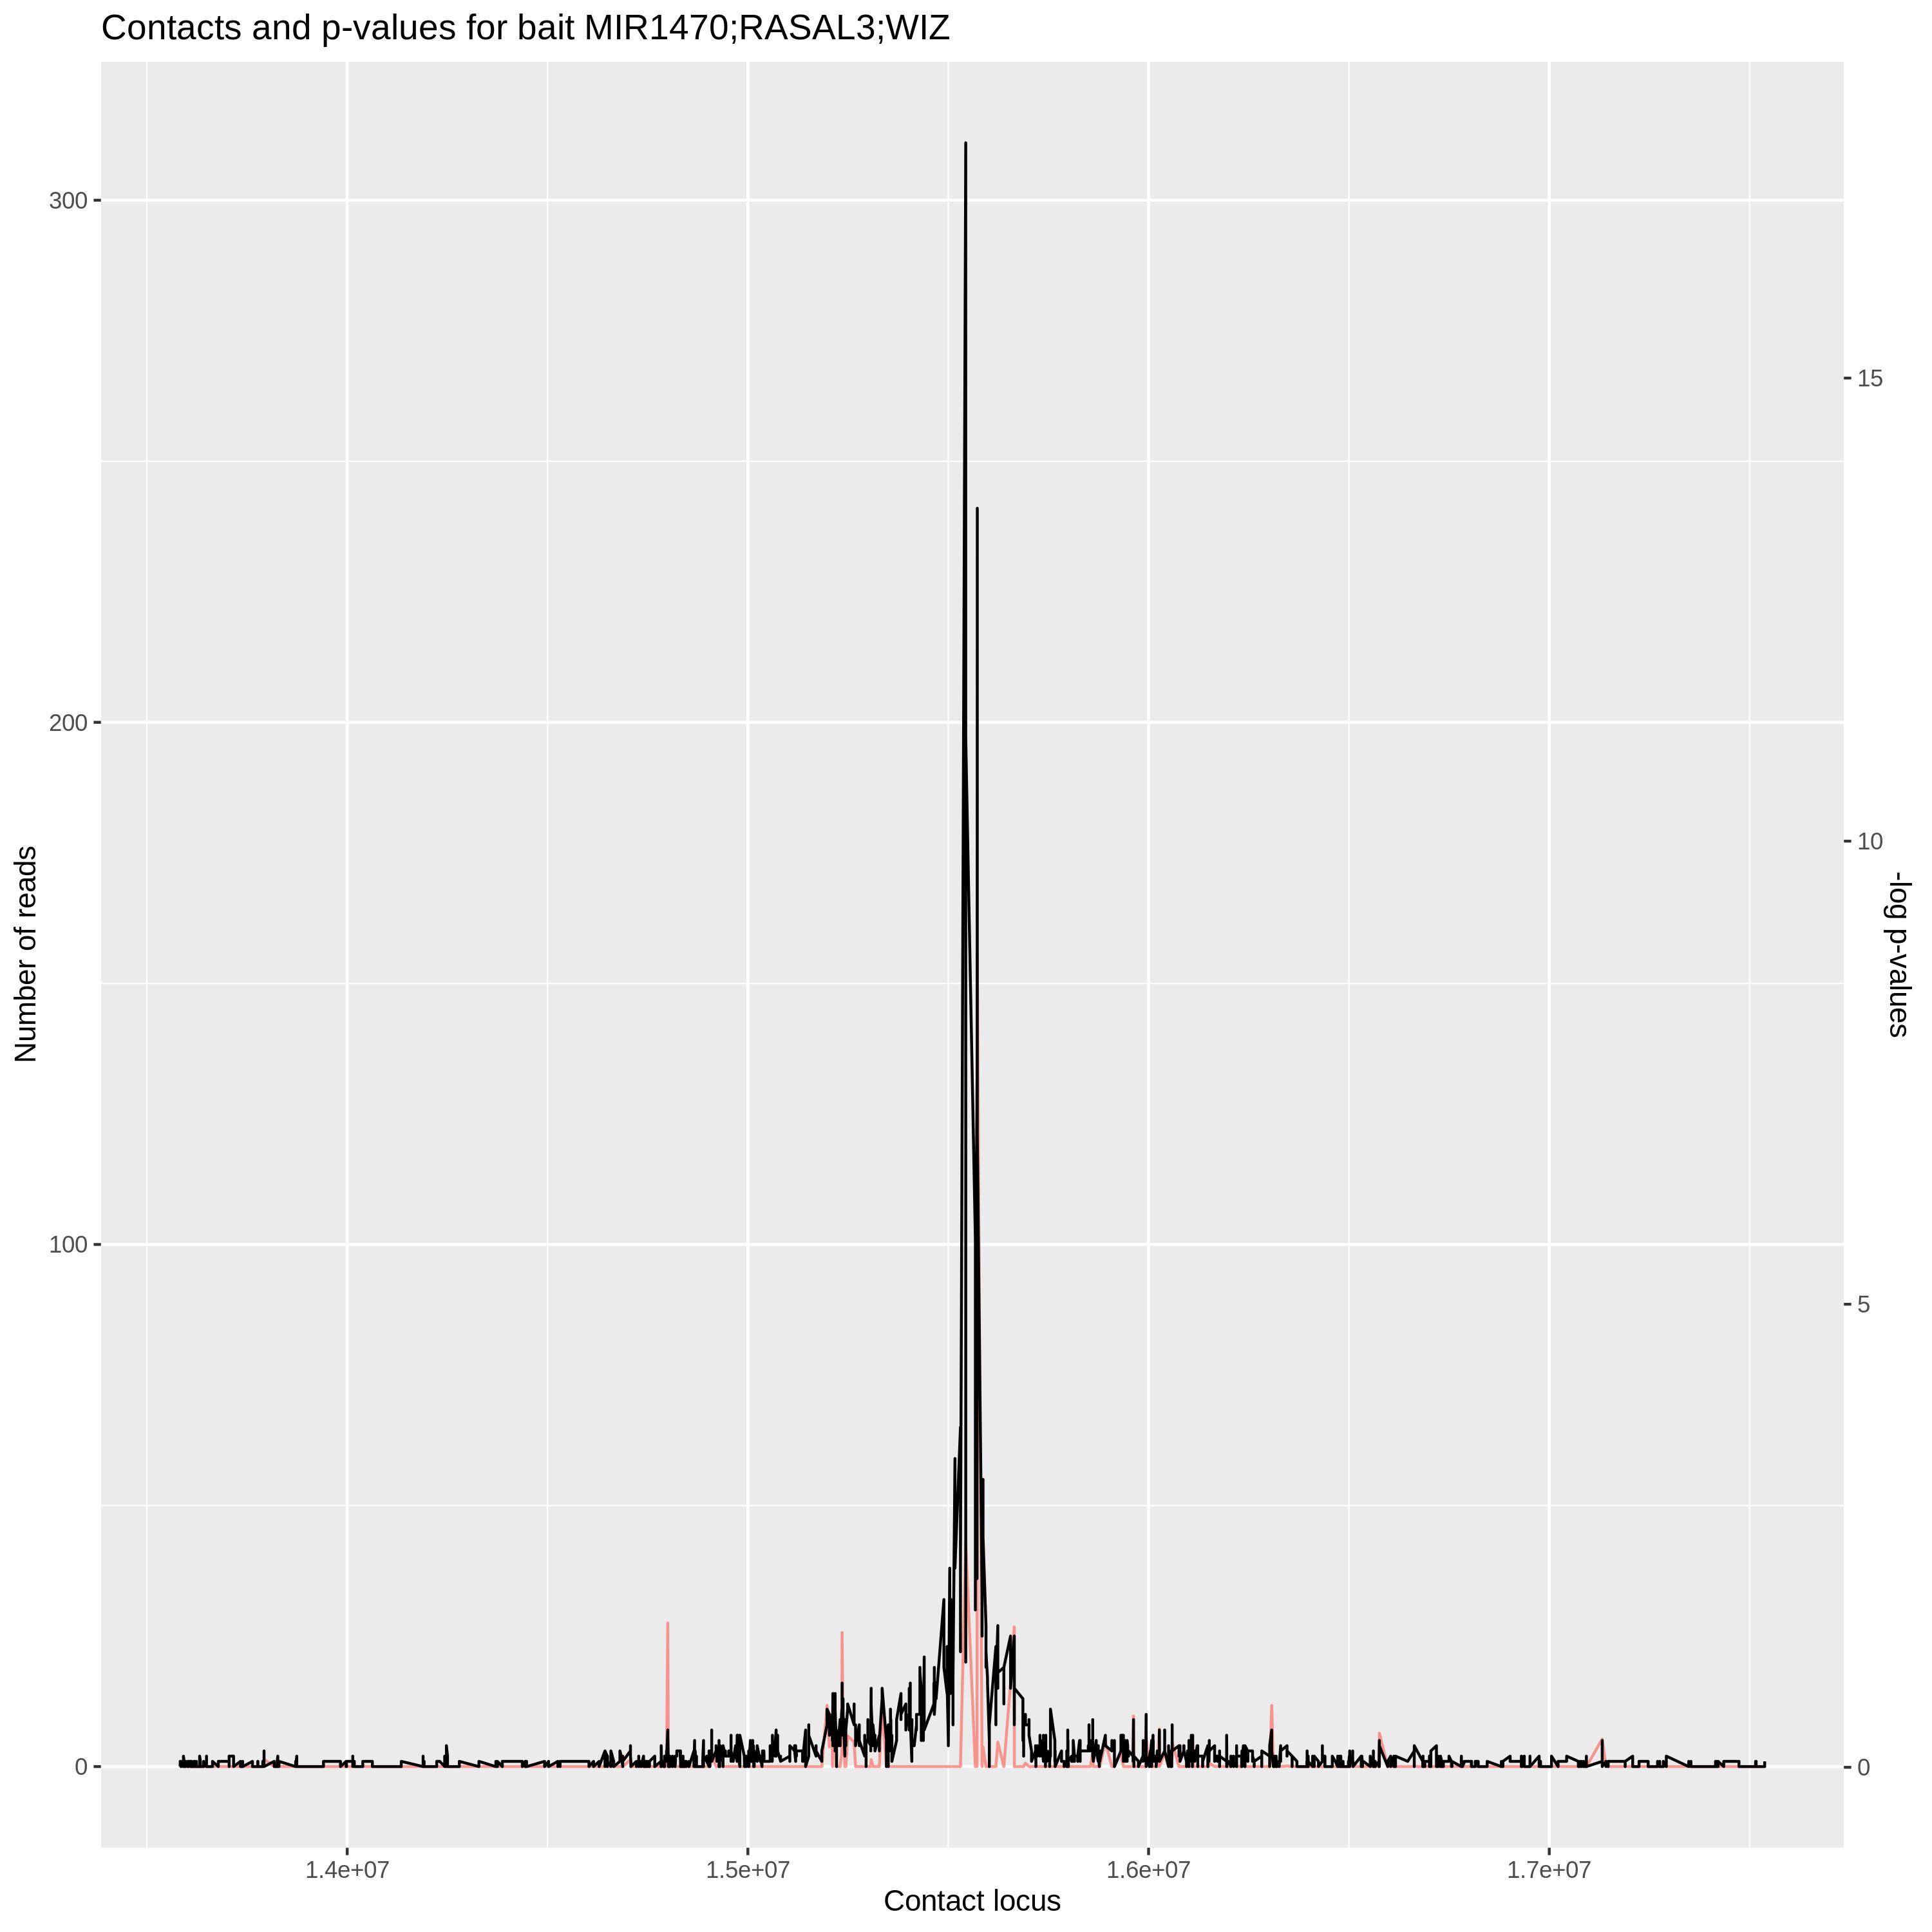 Contacts and p-values for bait MIR1470;RASAL3;WIZ
300
200
100
0
Number of reads
15
10
5
0
-log p-values
1.4e+07
1.5e+07
1.6e+07
1.7e+07
Contact locus